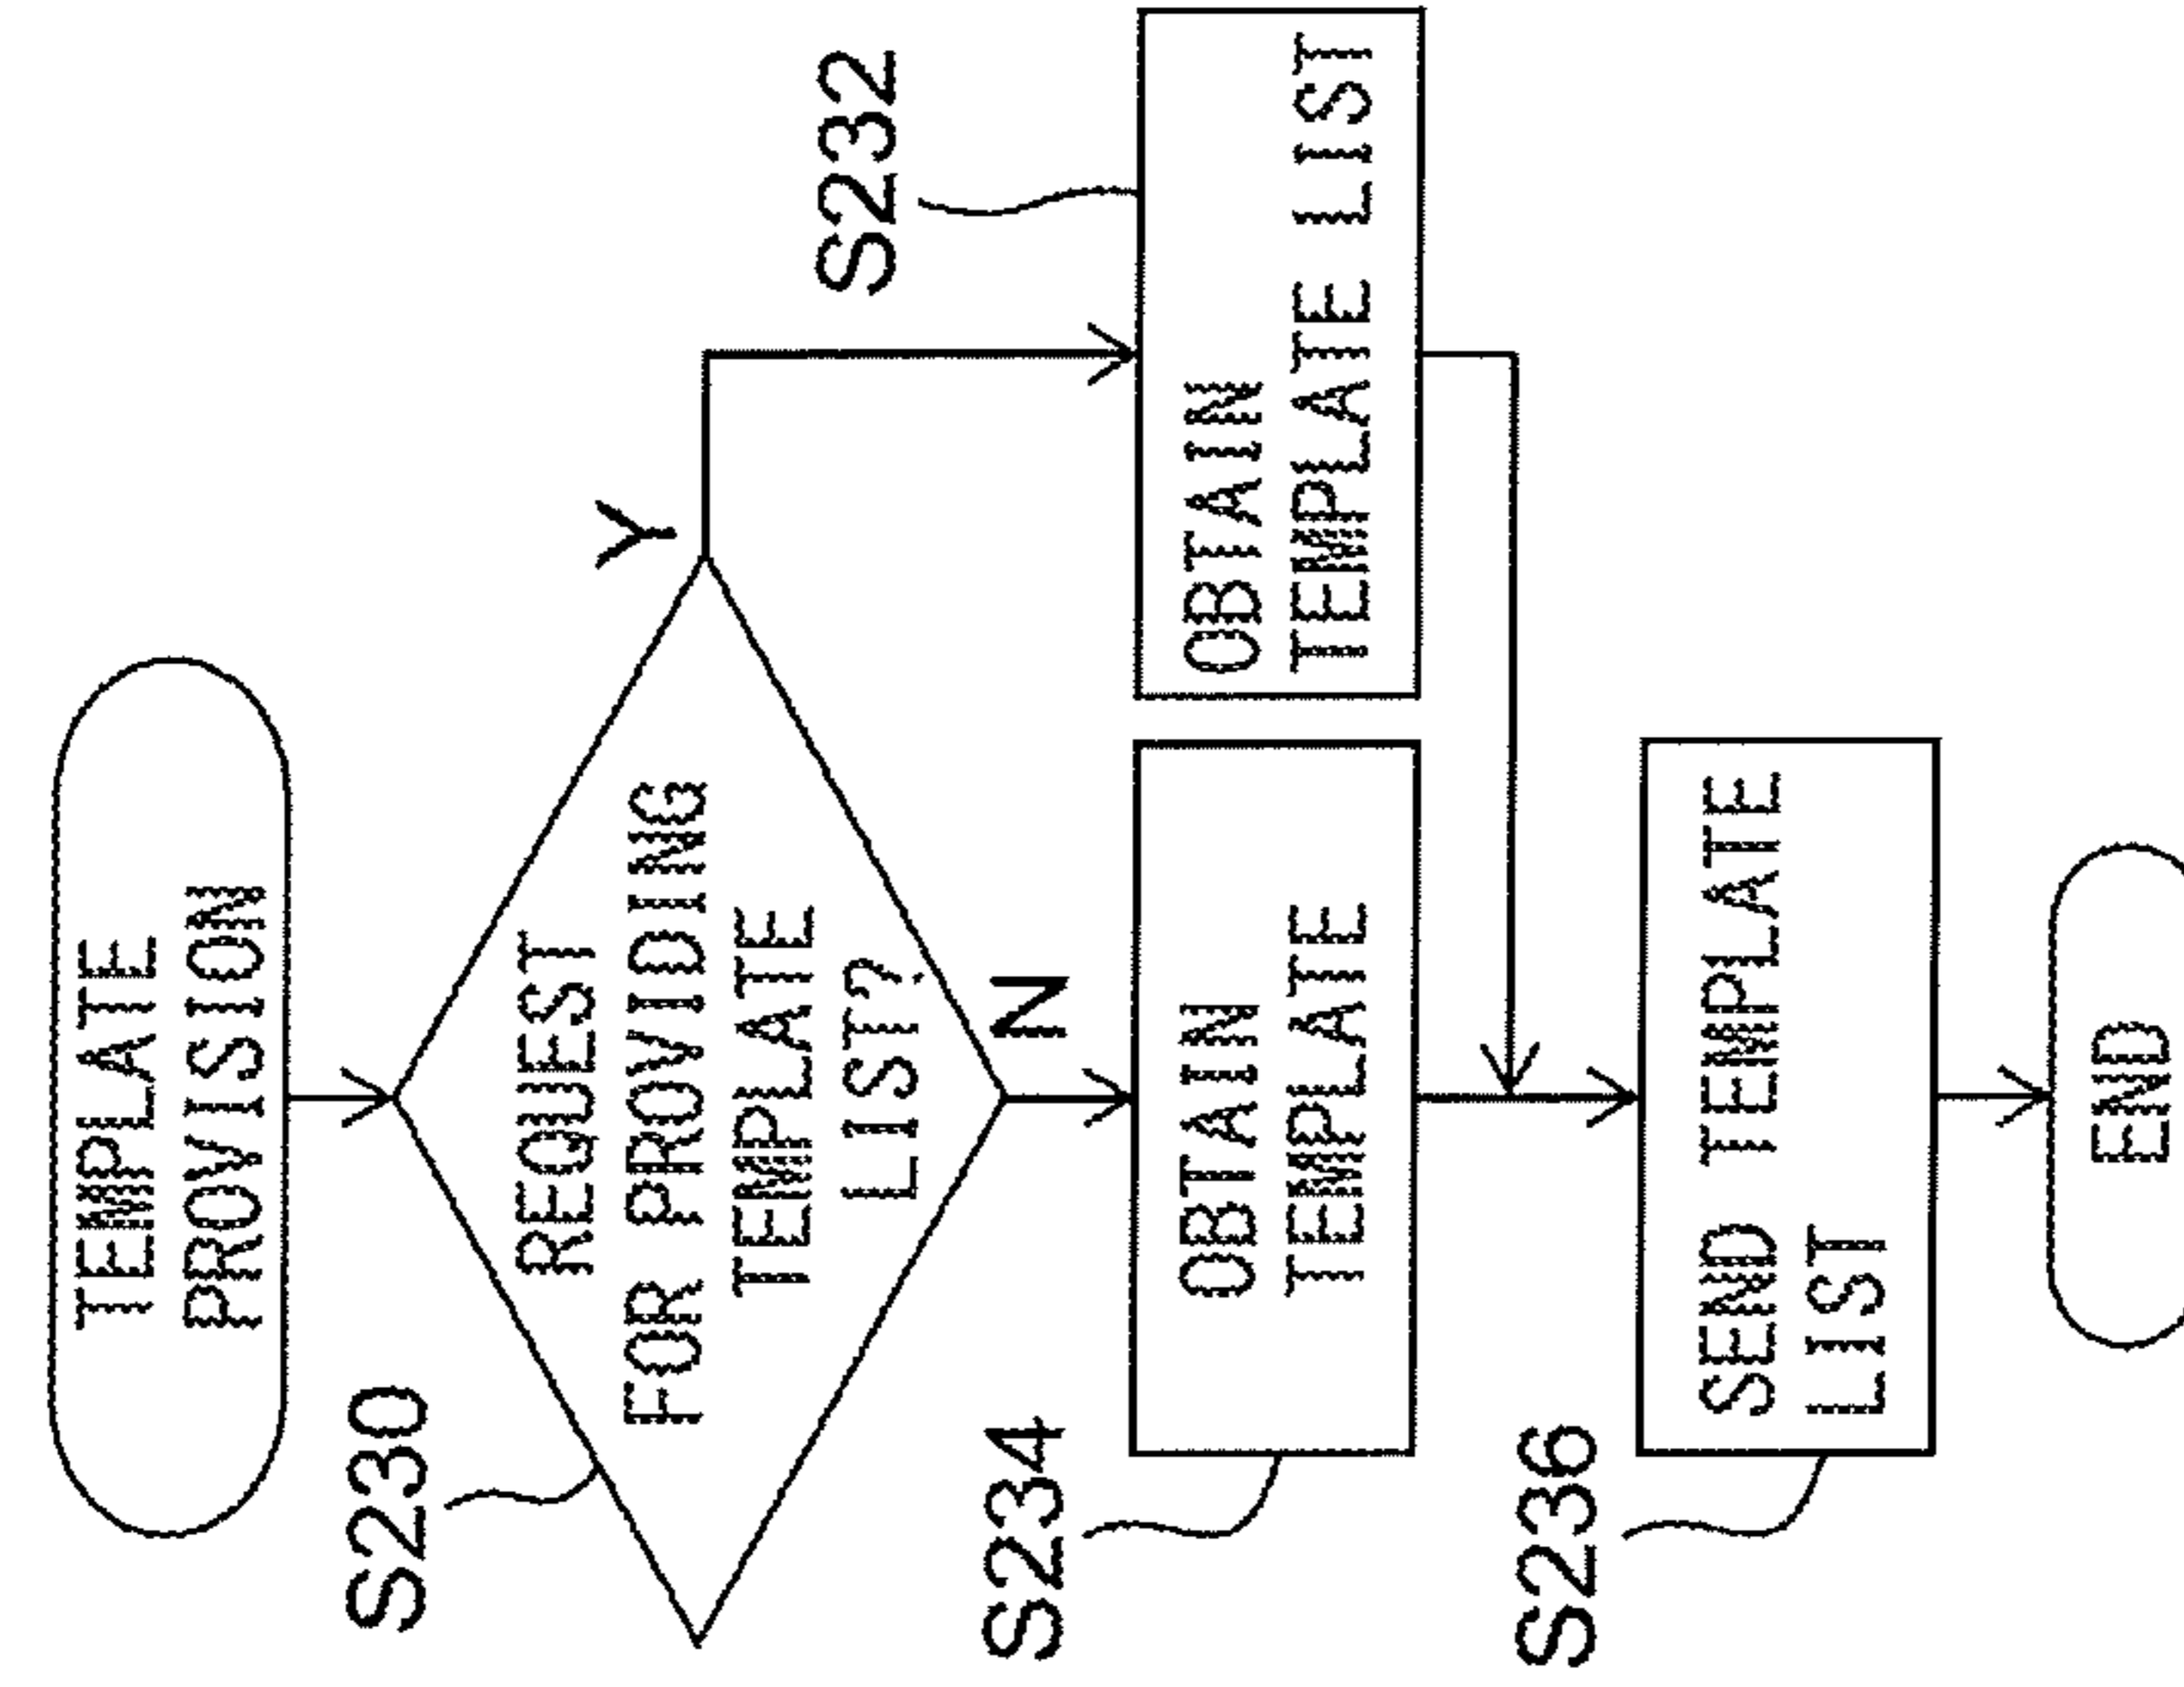 TEMPLATE
PROVISION
S230
REQUEST
FOR PROVIDING
TEMPLATE
LIST?
Y
N
S232
OBTAIN
TEMPLATE LIST
S234
OBTAIN
TEMPLATE
S236
SEND TEMPLATE
LIST
END